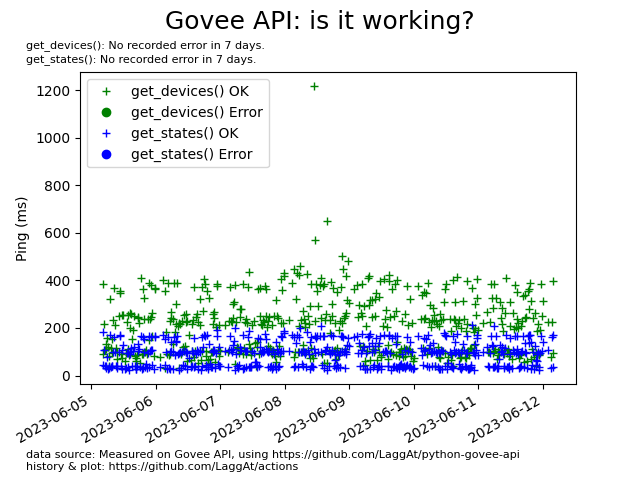 Govee API: is it working?
get_devices(): No recorded error in 7 days.
get_states(): No recorded error in 7 days.
get_devices() OK
get_devices() Error
get_states() OK
get_states() Error
1200
1000
800
600
400
200
0
Ping (ms)
2023-06-05
2023-06-06
2023-06-07
2023-06-08
2023-06-09
2023-06-10
2023-06-11
2023-06-12
data source: Measured on Govee API, using https://github.com/LaggAt/python-govee-api
history & plot: https://github.com/LaggAt/actions